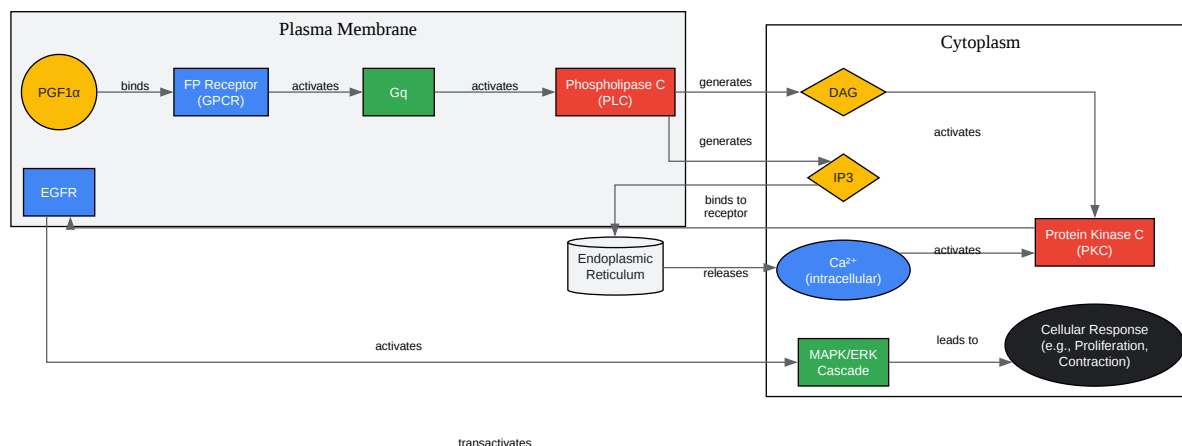 Plasma Membrane
Cytoplasm
PGF1α
binds
FP Receptor
(GPCR)
activates
Gq
activates
Phospholipase C
(PLC)
generates
DAG
activates
generates
IP3
EGFR
binds to
receptor
Protein Kinase C
(PKC)
Endoplasmic
Reticulum
releases
Ca²⁺
(intracellular)
activates
activates
MAPK/ERK
Cascade
leads to
Cellular Response
(e.g., Proliferation,
Contraction)
transactivates